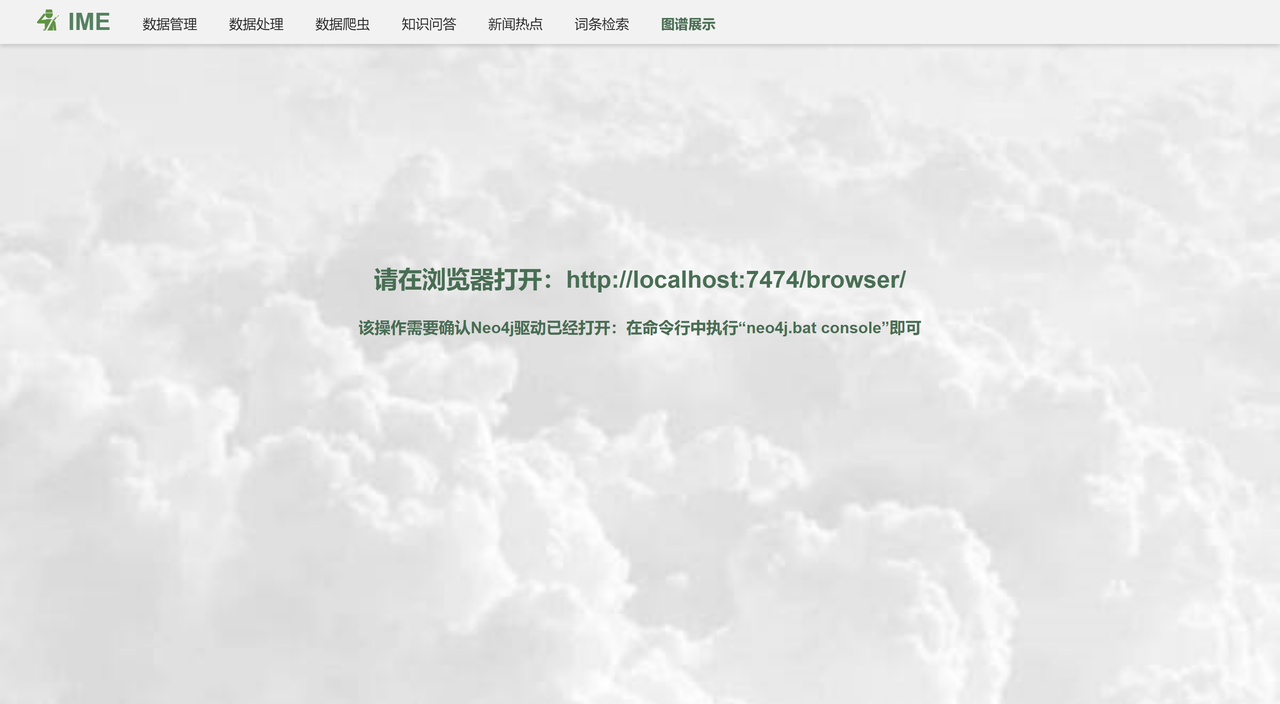 IME 数据管理 数据处理 数据爬虫 知识问答 新闻热点 词条检索 图谱展示
请在浏览器打开：http://localhost:7474/browser/
该操作需要确认Neo4j驱动已经打开：在命令行中执行“neo4j.bat console”即可